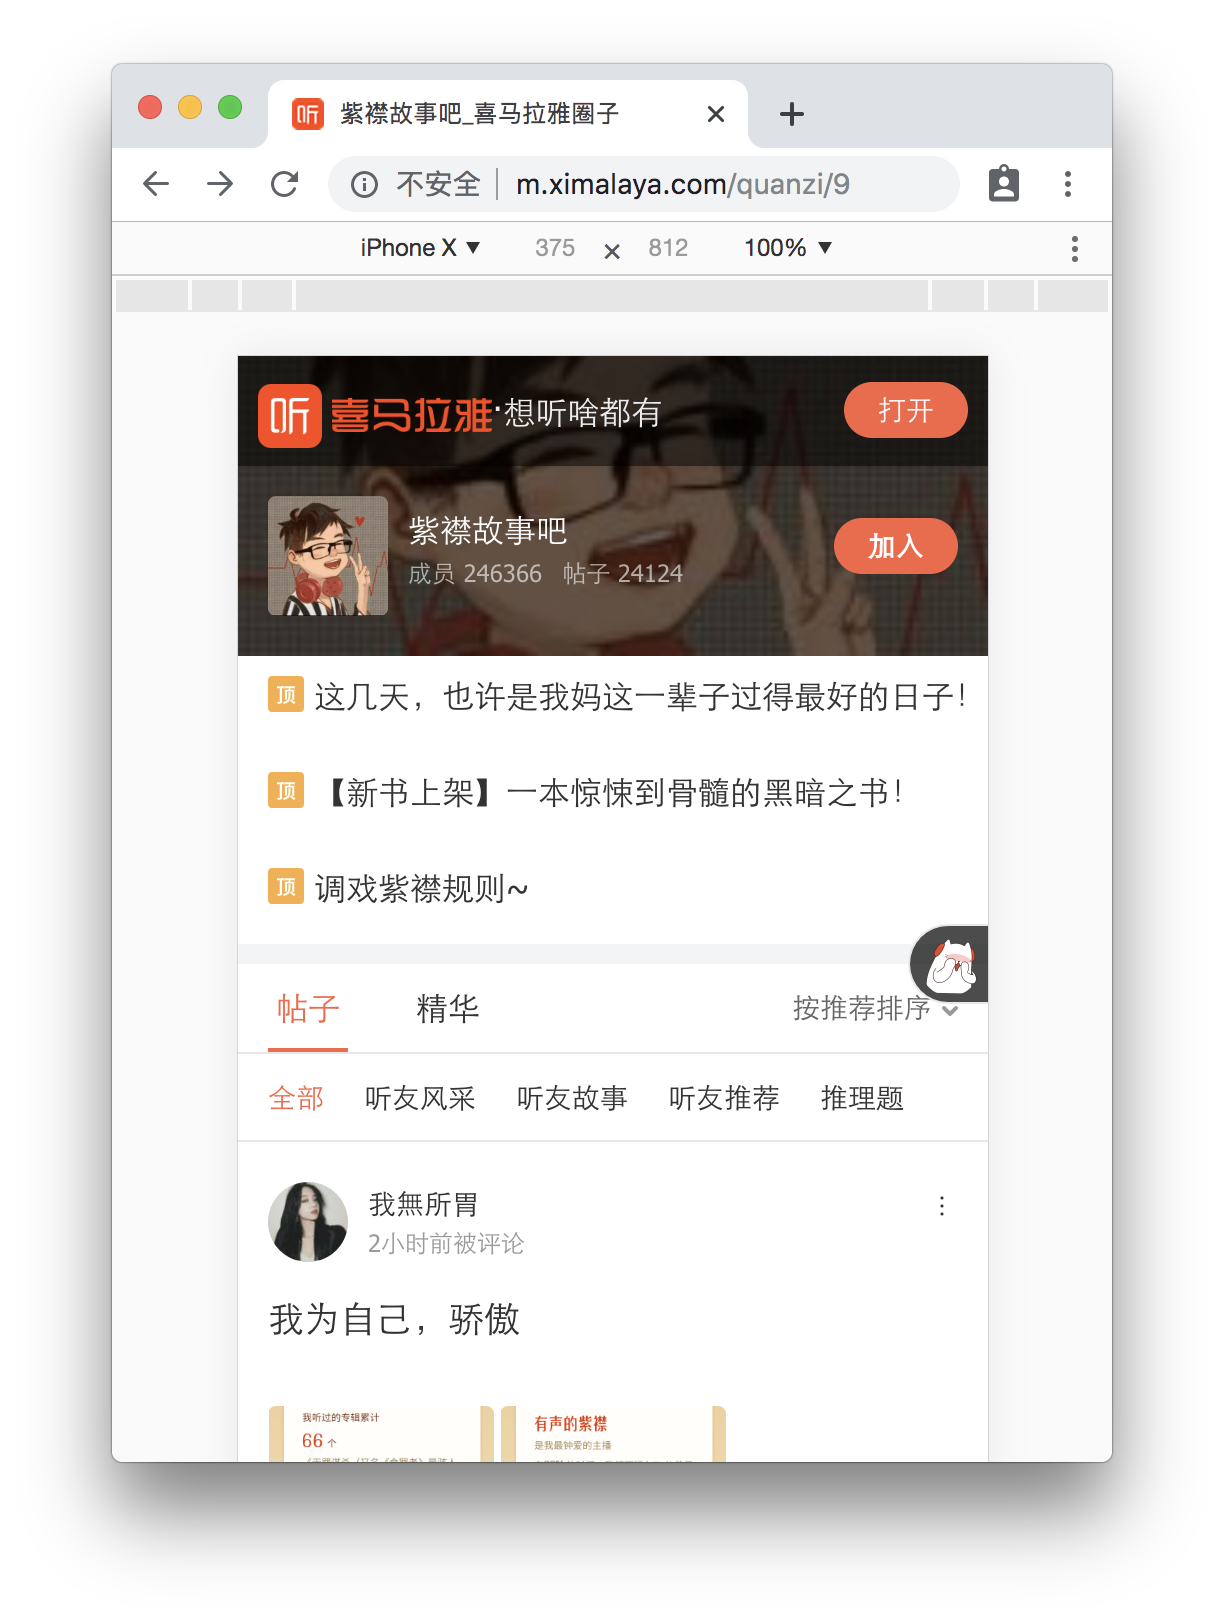 紫襟故事吧_喜马拉雅圈子
不安全 m.ximalaya.com/quanzi/9
iPhone X ▼ 375 × 812 100% ▼
听 喜马拉雅·想听啥都有 打开
紫襟故事吧
成员 246366 帖子 24124
加入
顶 这几天，也许是我妈这一辈子过得最好的日子！
顶 【新书上架】一本惊悚到骨髓的黑暗之书！
顶 调戏紫襟规则~
帖子 精华 按推荐排序
全部 听友风采 听友故事 听友推荐 推理题
我無所胃
2小时前被评论
我为自己，骄傲
我听过的专辑累计
66 个
有声的紫襟
是我最钟爱的主播